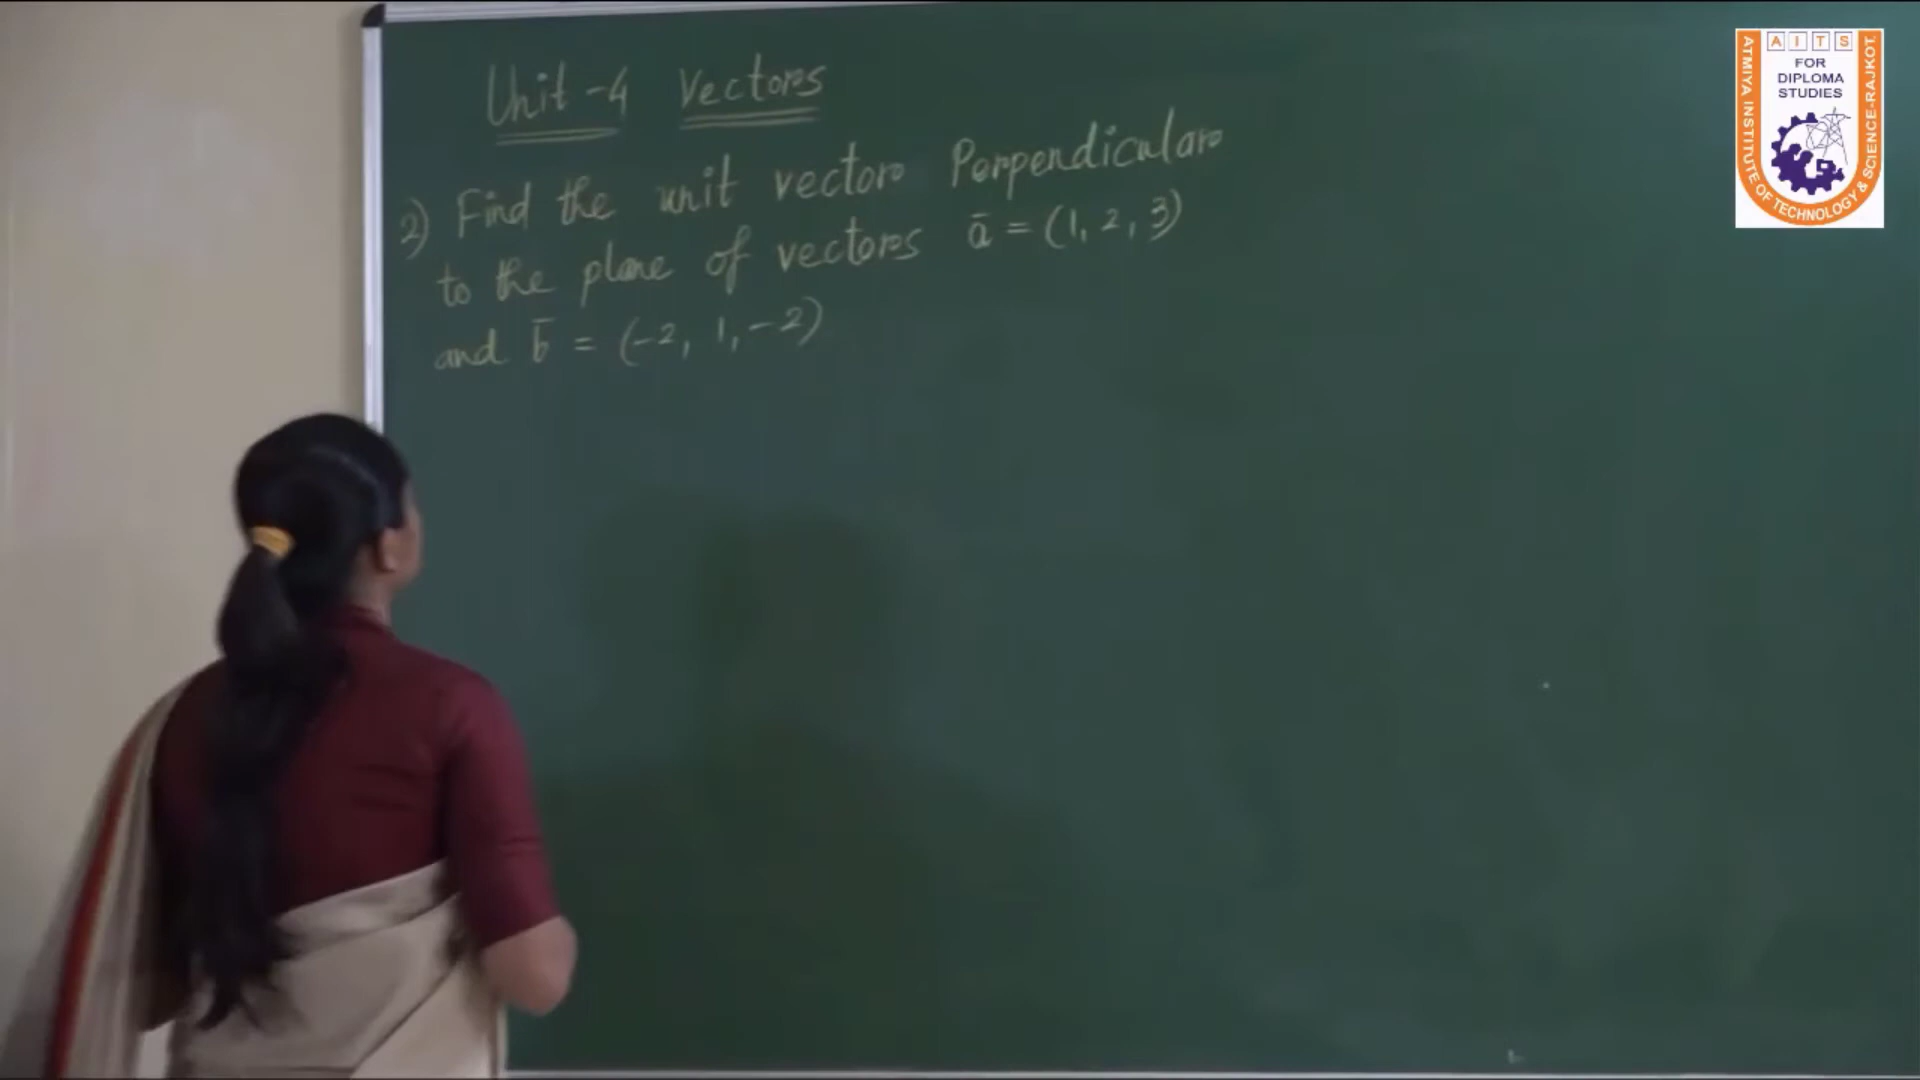 Unit-4 Vectors
2) Find the unit vector Perpendicular
to the plane of vectors ā = (1, 2, 3)
and b̄ = (-2, 1, -2)
A I T S
FOR
DIPLOMA
STUDIES
ATMIYA INSTITUTE OF TECHNOLOGY & SCIENCE-RAJKOT.